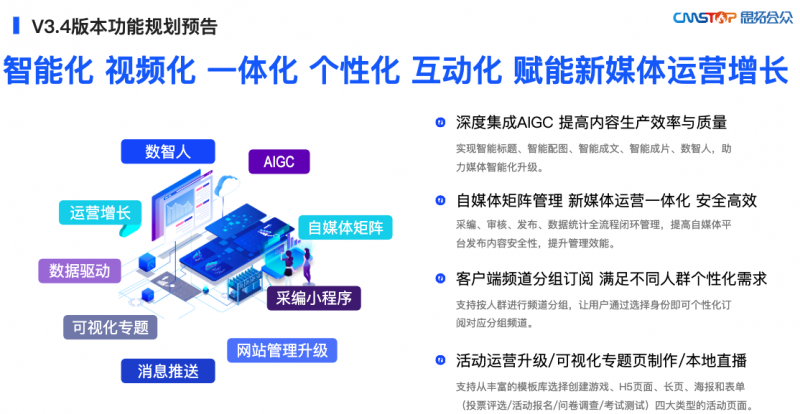 V3.4版本功能规划预告
CMSTOP 思拓合众
智能化 视频化 一体化 个性化 互动化 赋能新媒体运营增长
数智人
AIGC
运营增长
自媒体矩阵
数据驱动
采编小程序
可视化专题
网站管理升级
消息推送
深度集成AIGC 提高内容生产效率与质量
实现智能标题、智能配图、智能成文、智能成片、数智人，助
力媒体智能化升级。
自媒体矩阵管理 新媒体运营一体化 安全高效
采编、审核、发布、数据统计全流程闭环管理，提高自媒体平
台发布内容安全性，提升管理效能。
客户端频道分组订阅 满足不同人群个性化需求
支持按人群进行频道分组，让用户通过选择身份即可个性化订
阅对应分组频道。
活动运营升级/可视化专题页制作/本地直播
支持从丰富的模板库选择创建游戏、H5页面、长页、海报和表单
（投票评选/活动报名/问卷调查/考试测试）四大类型的活动页面。